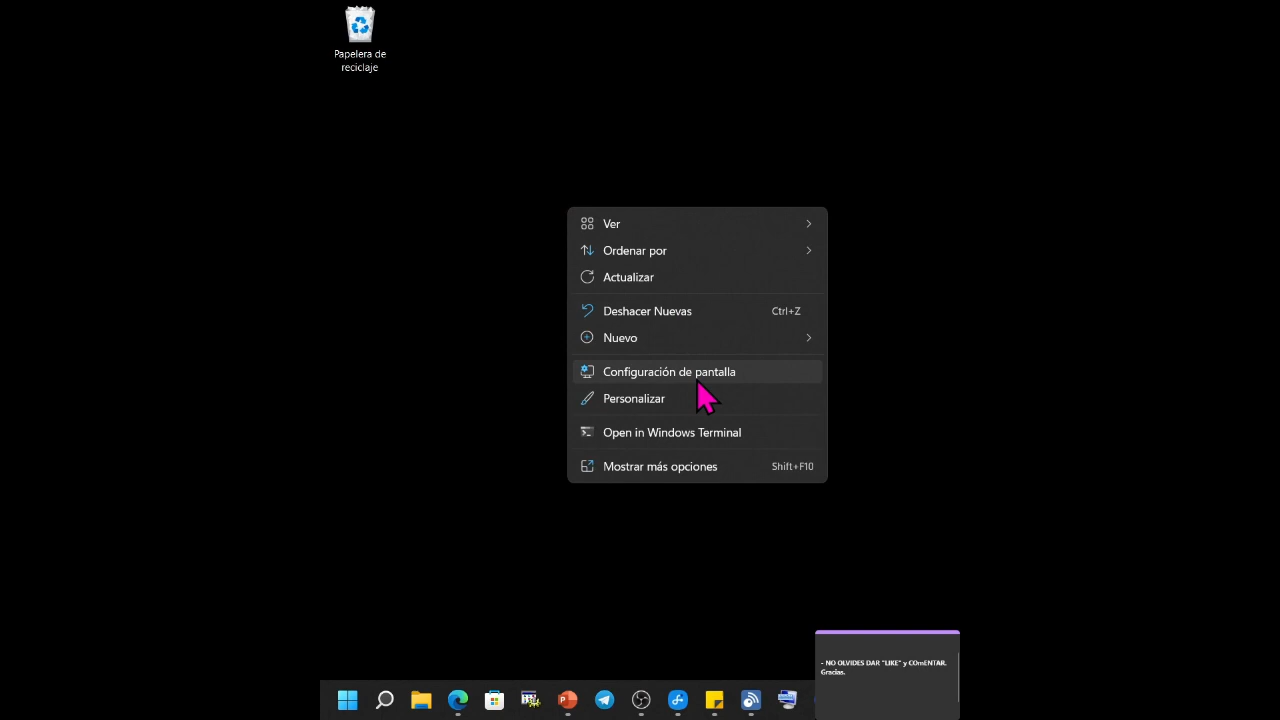 Papelera de
reciclaje
Ver
Ordenar por
Actualizar
Deshacer Nuevas Ctrl+Z
Nuevo
Configuración de pantalla
Personalizar
Open in Windows Terminal
Mostrar más opciones Shift+F10
- NO OLVIDES DAR "LIKE" y COmENTAR.
Gracias.